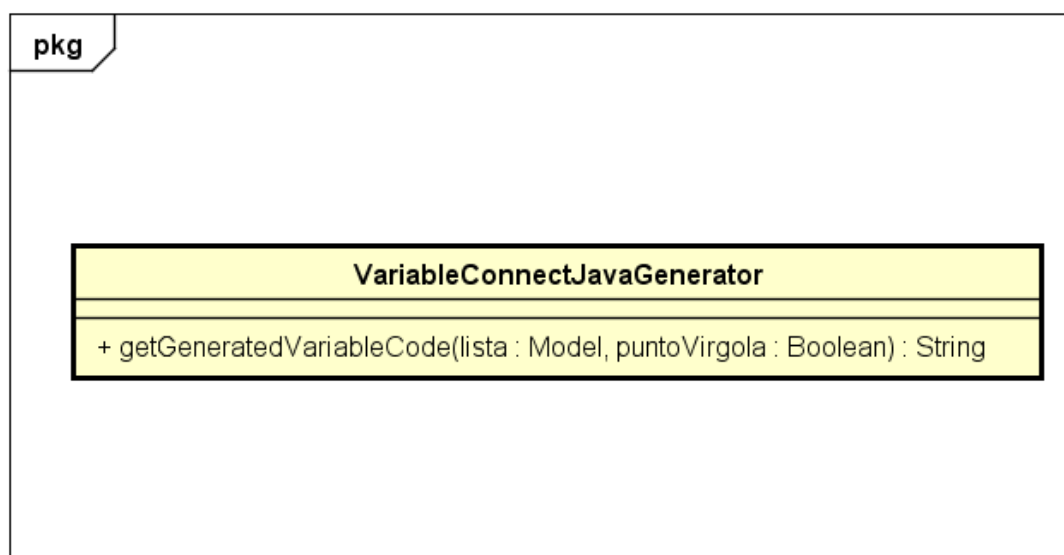 pkg
VariableConnectJavaGenerator
+ getGeneratedVariableCode(lista : Model, puntoVirgola : Boolean) : String